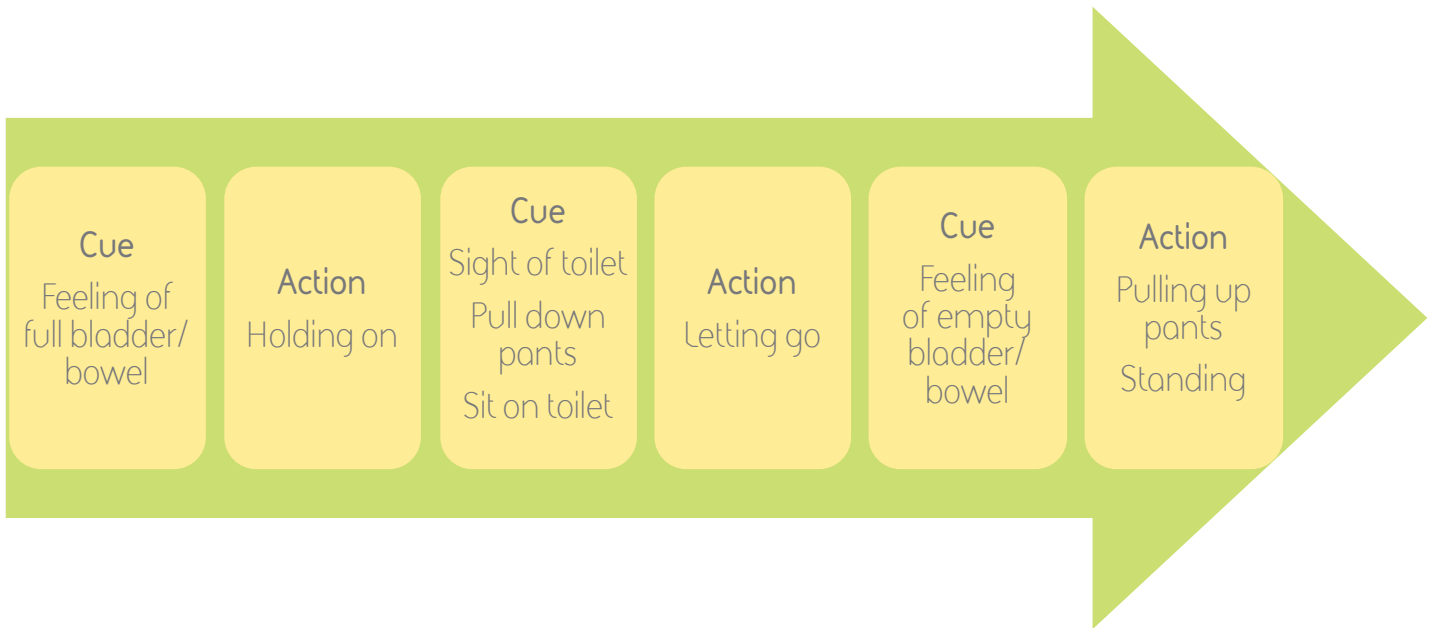 Cue
Feeling of
full bladder/
bowel
Action
Holding on
Cue
Sight of toilet
Pull down
pants
Sit on toilet
Action
Letting go
Cue
Feeling
of empty
bladder/
bowel
Action
Pulling up
pants
Standing